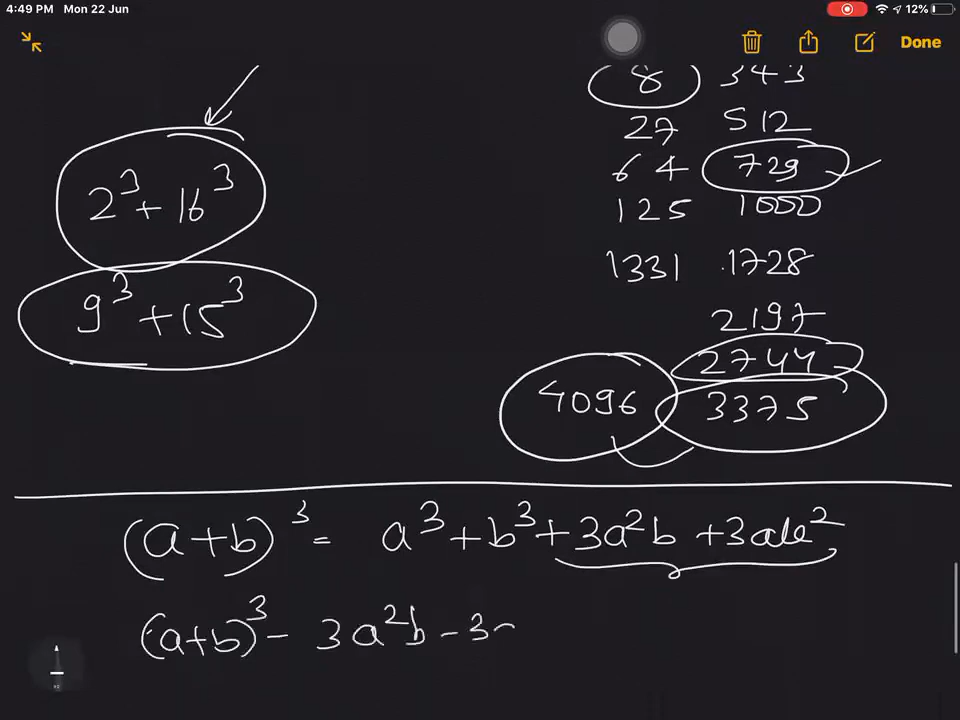 4:49 PM Mon 22 Jun 12%
Done
8 343
27 512
64 729
125 1000
1331 1728
2197
2744
4096 3375
2³ + 16³
9³ + 15³
(a+b)³ = a³ + b³ + 3a²b + 3ab²
(a+b)³ - 3a²b - 3